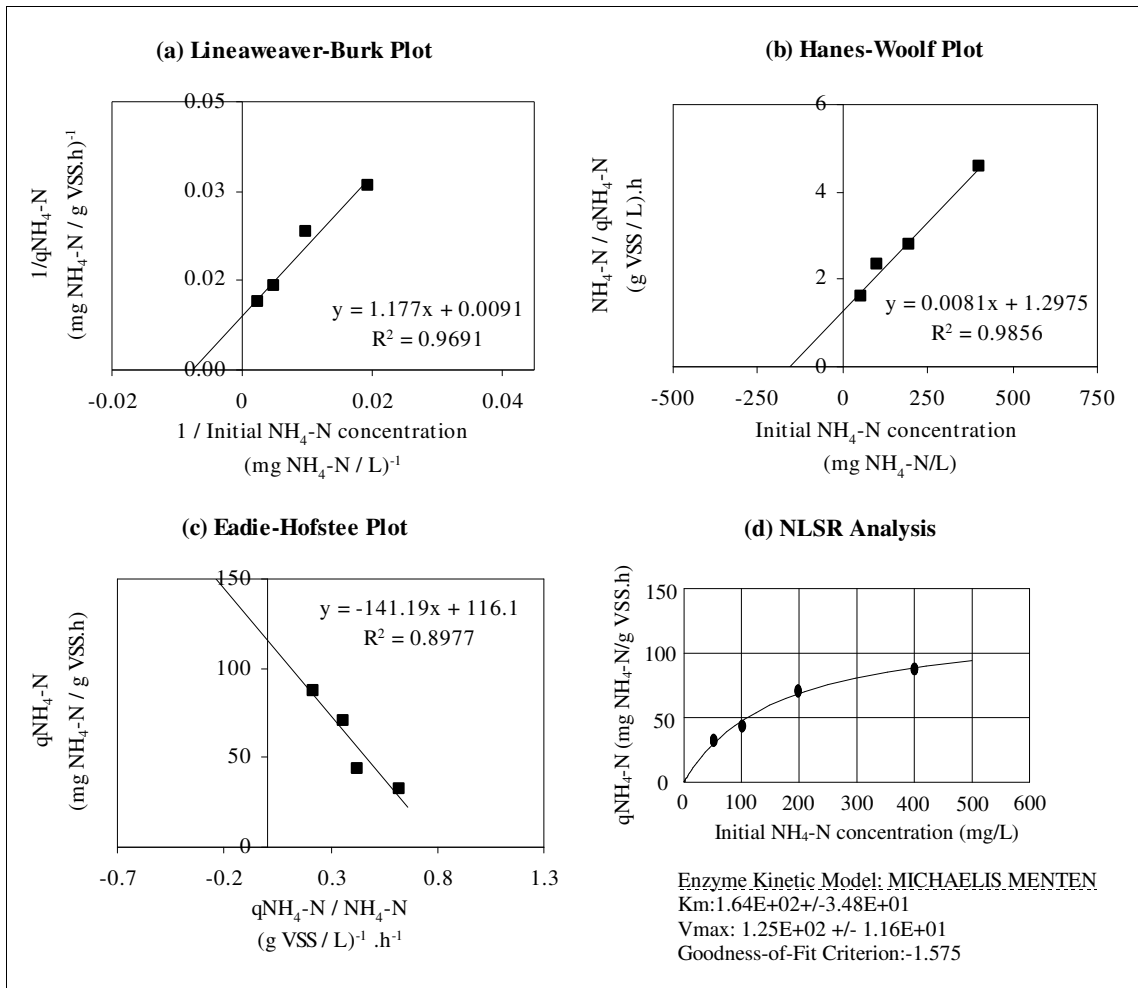 (a) Lineaweaver-Burk Plot
1/qNH₄-N
(mg NH₄-N / g VSS.h)⁻¹
0.05
0.03
0.02
0.00
y = 1.177x + 0.0091
R² = 0.9691
-0.02
0
0.02
0.04
1 / Initial NH₄-N concentration
(mg NH₄-N / L)⁻¹
(b) Hanes-Woolf Plot
NH₄-N / qNH₄-N
(g VSS / L).h
6
4
2
0
y = 0.0081x + 1.2975
R² = 0.9856
-500
-250
0
250
500
750
Initial NH₄-N concentration
(mg NH₄-N/L)
(c) Eadie-Hofstee Plot
qNH₄-N
(mg NH₄-N / g VSS.h)
150
100
50
0
y = -141.19x + 116.1
R² = 0.8977
-0.7
-0.2
0.3
0.8
1.3
qNH₄-N / NH₄-N
(g VSS / L)⁻¹ .h⁻¹
(d) NLSR Analysis
qNH₄-N (mg NH₄-N/g VSS.h)
150
100
50
0
0
100
200
300
400
500
600
Initial NH₄-N concentration (mg/L)
Enzyme Kinetic Model: MICHAELIS MENTEN
Km:1.64E+02+/-3.48E+01
Vmax: 1.25E+02 +/- 1.16E+01
Goodness-of-Fit Criterion:-1.575